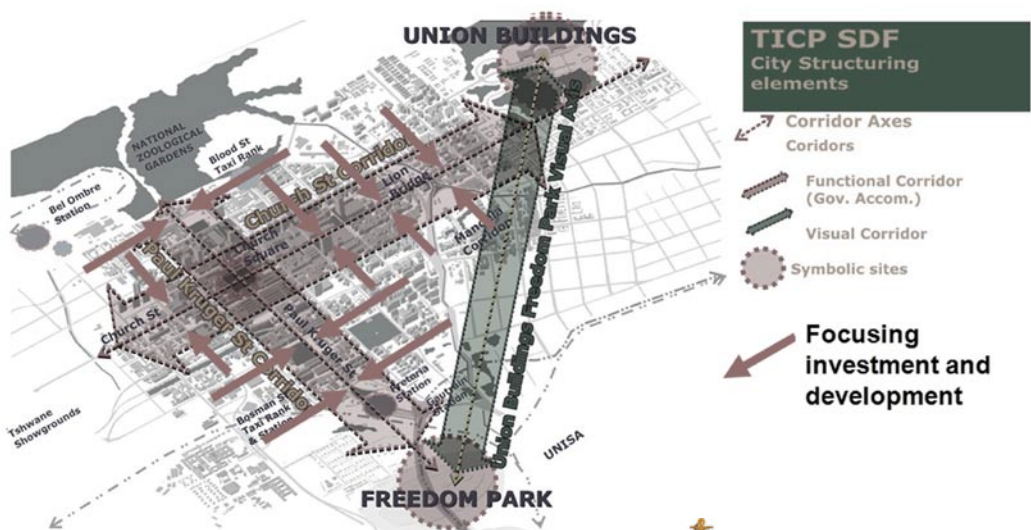 UNION BUILDINGS
TICP SDF
City Structuring
elements
Corridor Axes
Coridors
Functional Corridor
(Gov. Accom.)
Visual Corridor
Symbolic sites
Focusing
investment and
development
NATIONAL
ZOOLOGICAL
GARDENS
Blood St
Taxi Rank
Bel Ombre
Station
Church St Corridor
Lion
Bridge
Church
Square
Corridor
Union Buildings Freedom Park Visual Axis
Paul Kruger St Corridor
Church St
Paul Kruger St
Pretoria
Station
Gautrain
Station
Bosman St
Taxi Rank
& Station
Tshwane
Showgrounds
UNISA
FREEDOM PARK